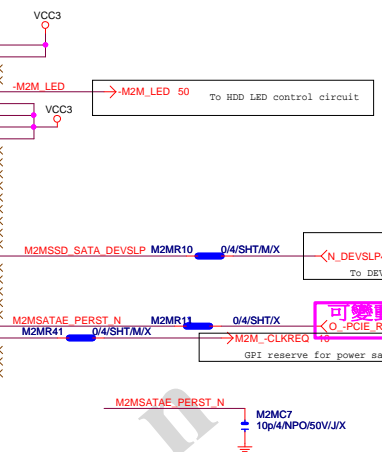 VCC3
-M2M_LED
-M2M_LED 50
To HDD LED control circuit
VCC3
M2MSSD_SATA_DEVSLP
M2MR10
0/4/SHT/M/X
N_DEVSLP4
To DEV
可變動
M2MSATAE_PERST_N
M2MR11
0/4/SHT/X
O_-PCIE_R
M2MR41
0/4/SHT/M/X
M2M_-CLKREQ
GPI reserve for power sa
M2MSATAE_PERST_N
M2MC7
10p/4/NPO/50V/J/X
n